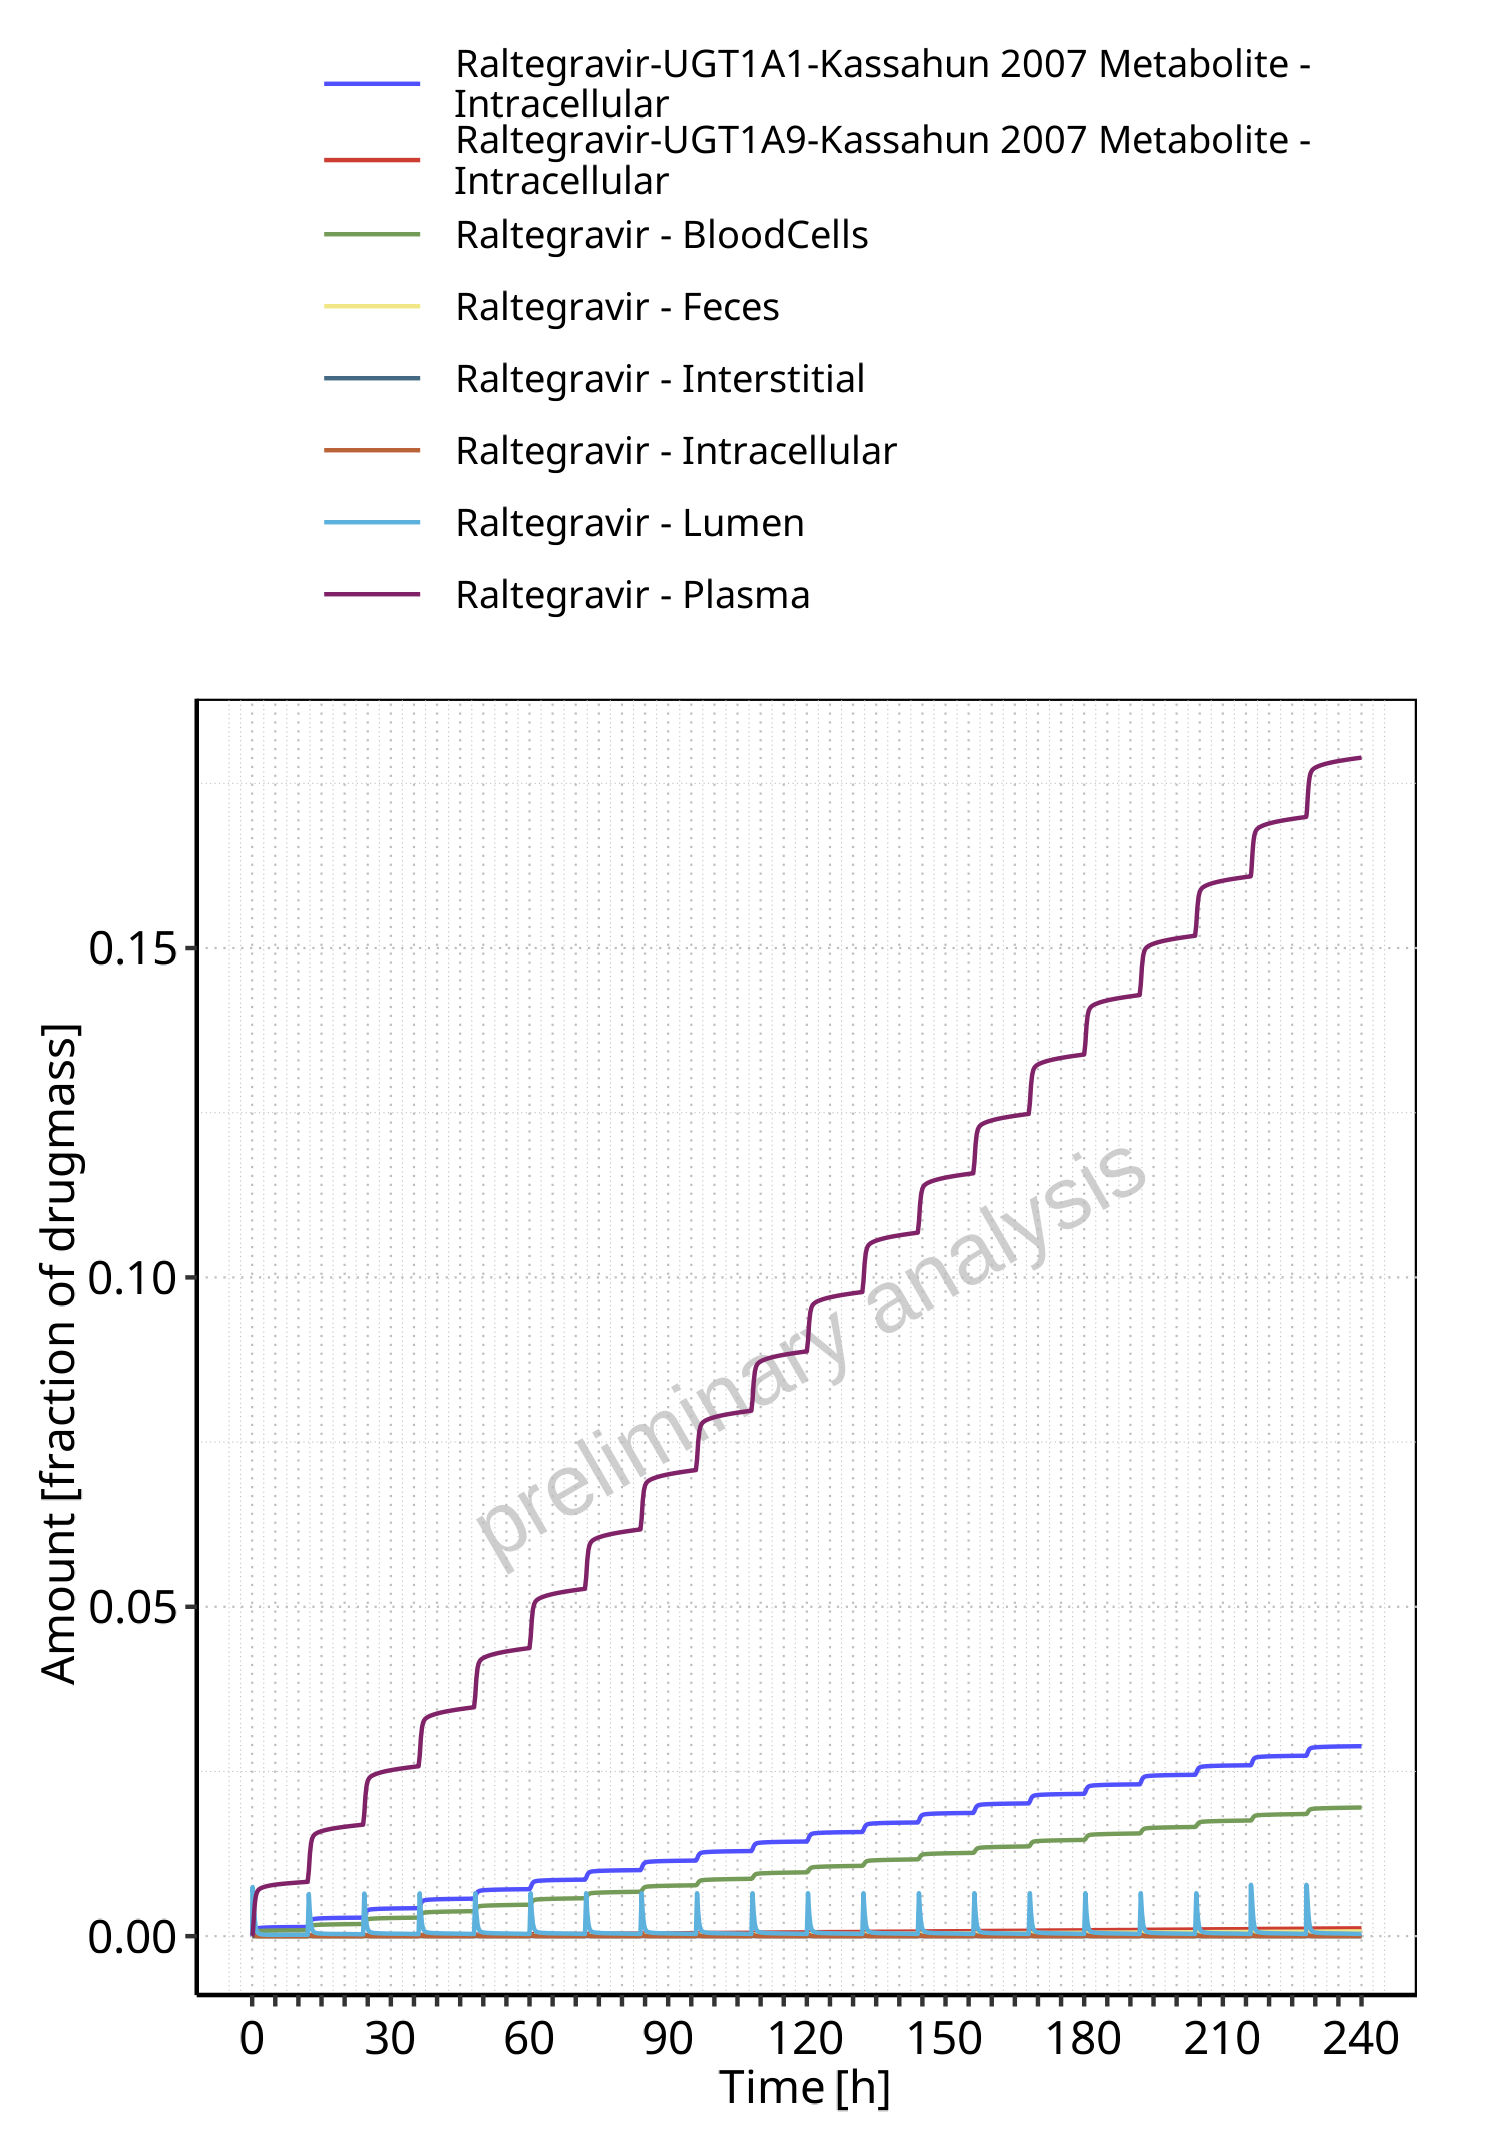 Raltegravir-UGT1A1-Kassahun 2007 Metabolite -
Intracellular
Raltegravir-UGT1A9-Kassahun 2007 Metabolite -
Intracellular
Raltegravir - BloodCells
Raltegravir - Feces
Raltegravir - Interstitial
Raltegravir - Intracellular
Raltegravir - Lumen
Raltegravir - Plasma
Amount [fraction of drugmass]
0.15
0.10
0.05
0.00
preliminary analysis
0 30 60 90 120 150 180 210 240
Time [h]